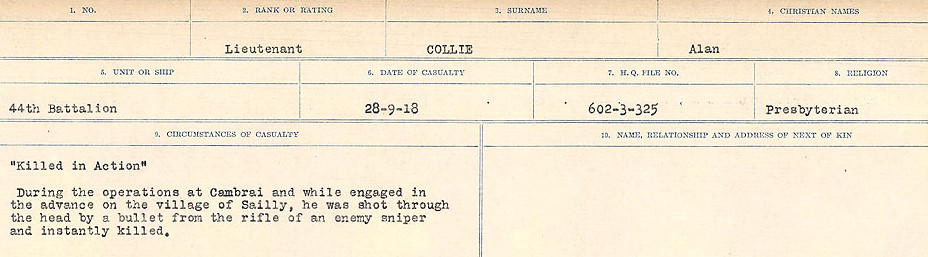 1. NO.
2. RANK OR RATING
3. SURNAME
4. CHRISTIAN NAMES
Lieutenant
COLLIE
Alan
5. UNIT OR SHIP
6. DATE OF CASUALTY
7. H.Q. FILE NO.
8. RELIGION
44th Battalion
28-9-18
602-3-325
Presbyterian
9. CIRCUMSTANCES OF CASUALTY
10. NAME, RELATIONSHIP AND ADDRESS OF NEXT OF KIN
"Killed in Action"
During the operations at Cambrai and while engaged in
the advance on the village of Sailly, he was shot through
the head by a bullet from the rifle of an enemy sniper
and instantly killed.